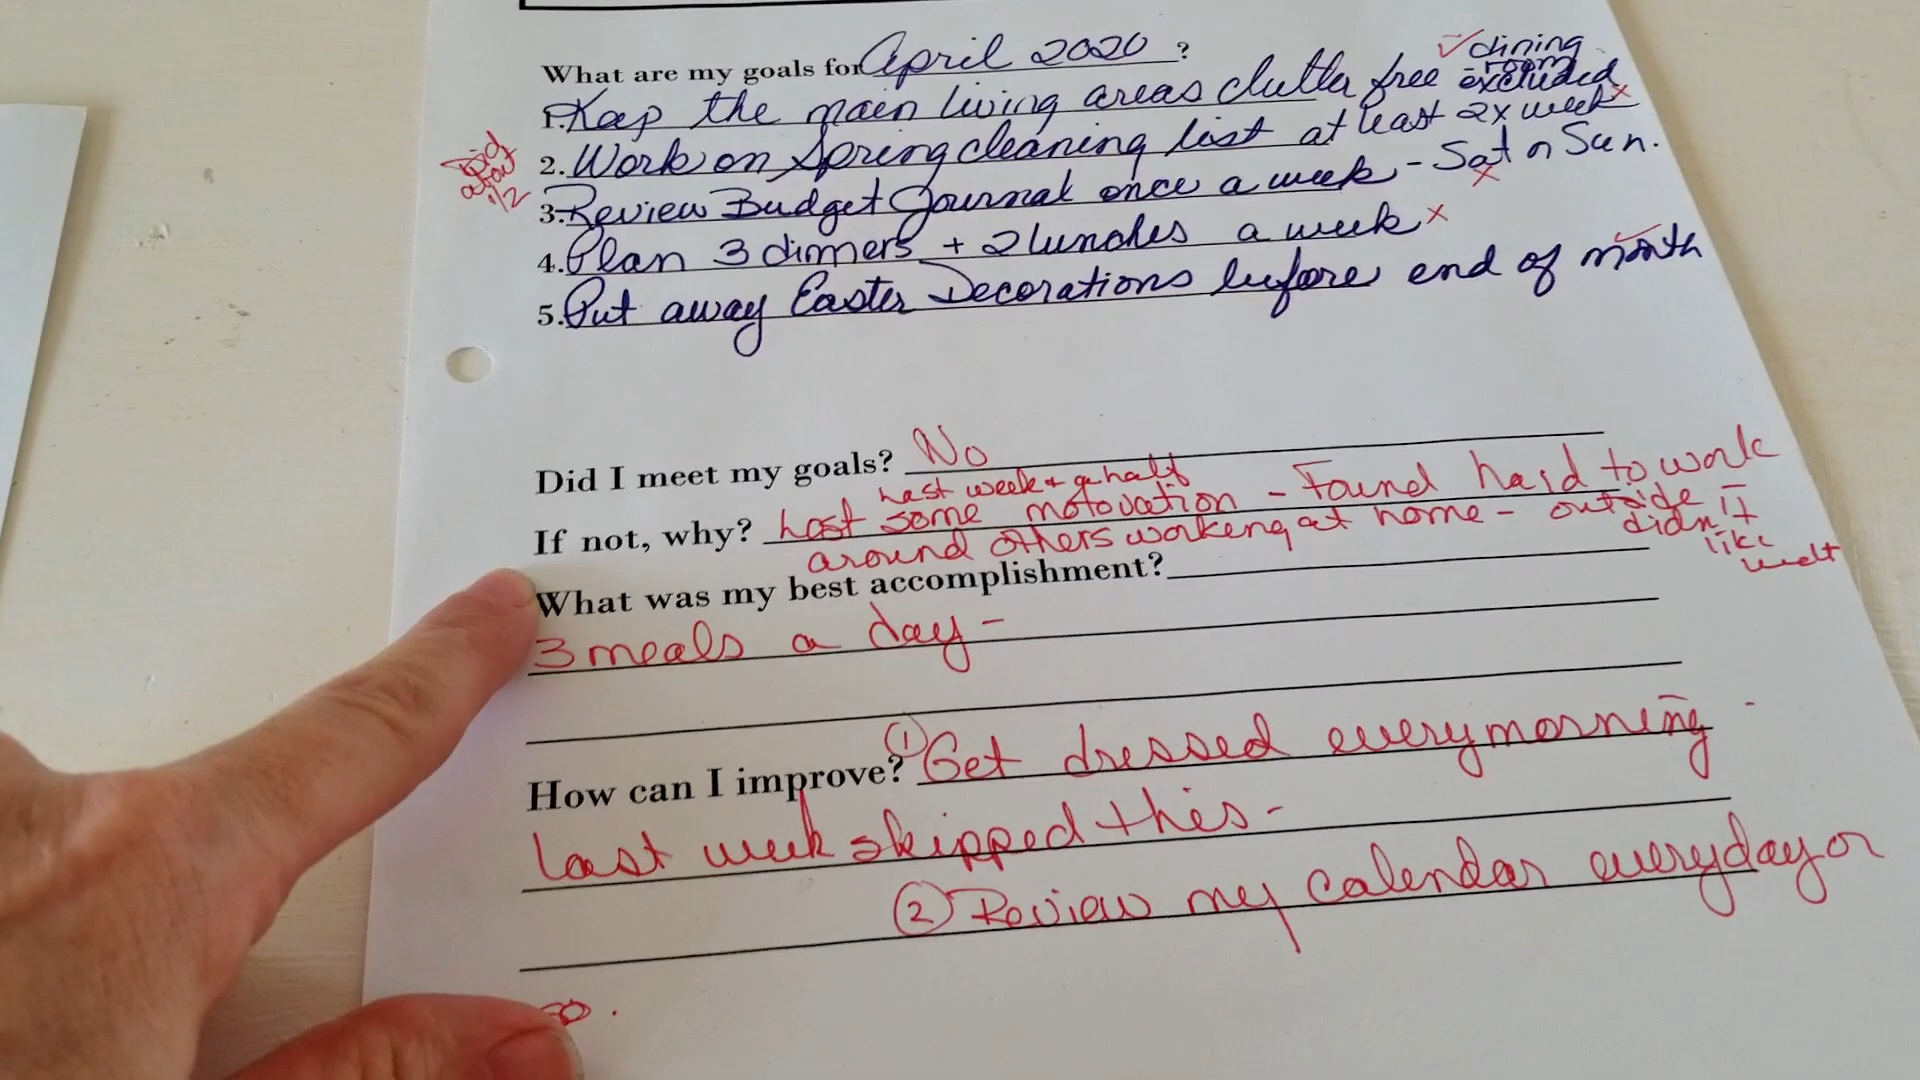 What are my goals for April 2020 ?
✓ dining room excluded
1. Keep the main living areas clutter free
2. Work on Spring cleaning list at least 2x week x
Did about 1/2
3. Review Budget Journal once a week - Sat or Sun. x
4. Plan 3 dinners + 2 lunches a week x
5. Put away Easter Decorations before end of month ✓
Did I meet my goals? No
Last week + a half
If not, why? Lost some motovation - Found hard to work
around others working at home - outside it
didn't
like
What was my best accomplishment?
3 meals a day -
How can I improve? ① Get dressed every morning -
last week skipped this -
② Review my calendar everyday or
so.